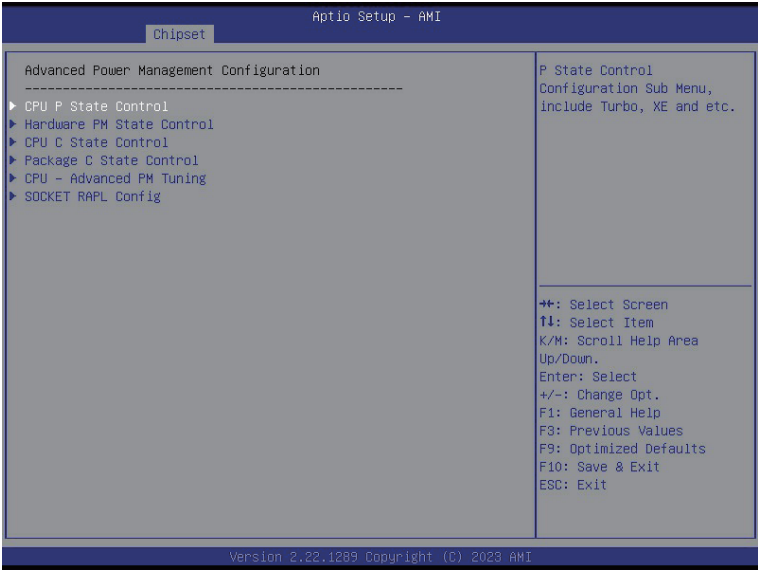 Aptio Setup – AMI
Chipset
Advanced Power Management Configuration
------------------------------------------------
CPU P State Control
Hardware PM State Control
CPU C State Control
Package C State Control
CPU – Advanced PM Tuning
SOCKET RAPL Config
P State Control
Configuration Sub Menu,
include Turbo, XE and etc.
→←: Select Screen
↑↓: Select Item
K/M: Scroll Help Area
Up/Down.
Enter: Select
+/-: Change Opt.
F1: General Help
F3: Previous Values
F9: Optimized Defaults
F10: Save & Exit
ESC: Exit
Version 2.22.1289 Copyright (C) 2023 AMI